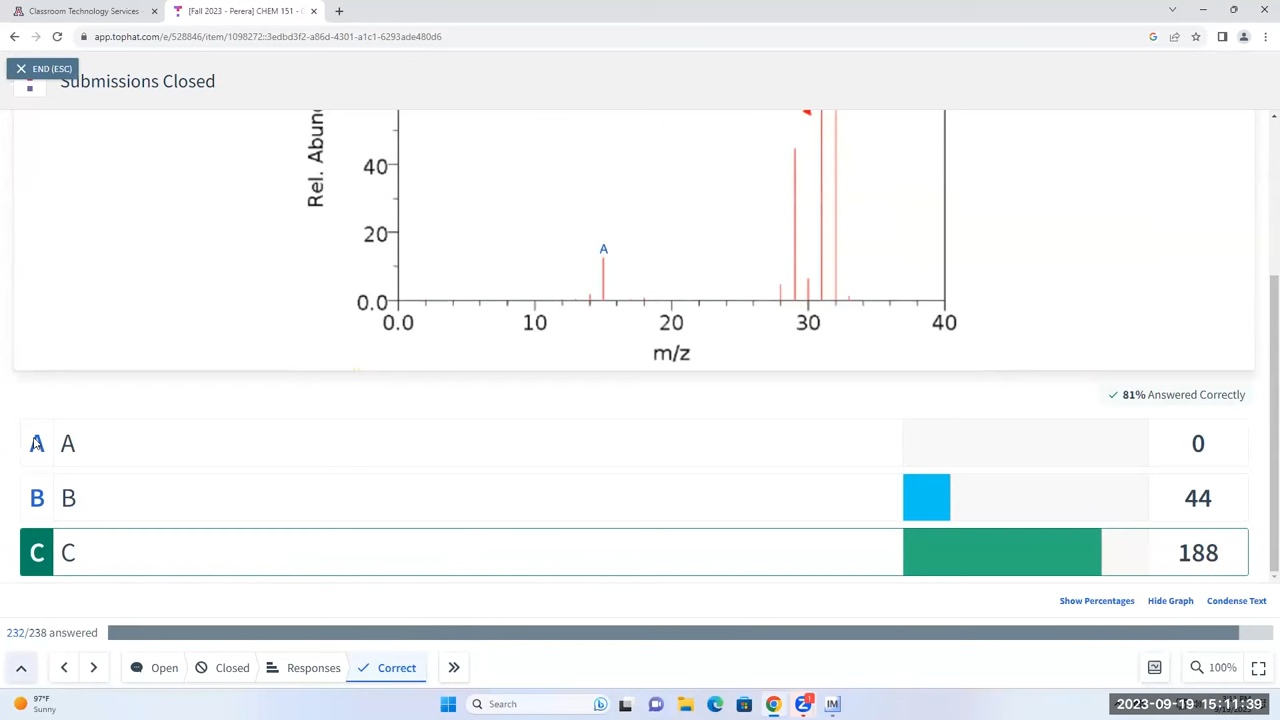 Classroom Technology Services
[Fall 2023 - Perera] CHEM 151 -
app.tophat.com/e/528846/item/1098272::3edbd3f2-a86d-4301-a1c1-6293ade480d6
END (ESC)
Submissions Closed
Rel. Abun
40
20
A
0.0
0.0 10 20 30 40
m/z
81% Answered Correctly
A A 0
B B 44
C C 188
Show Percentages Hide Graph Condense Text
232/238 answered
Open Closed Responses Correct 100%
97°F
Sunny
Search
2023-09-19 15:11:39